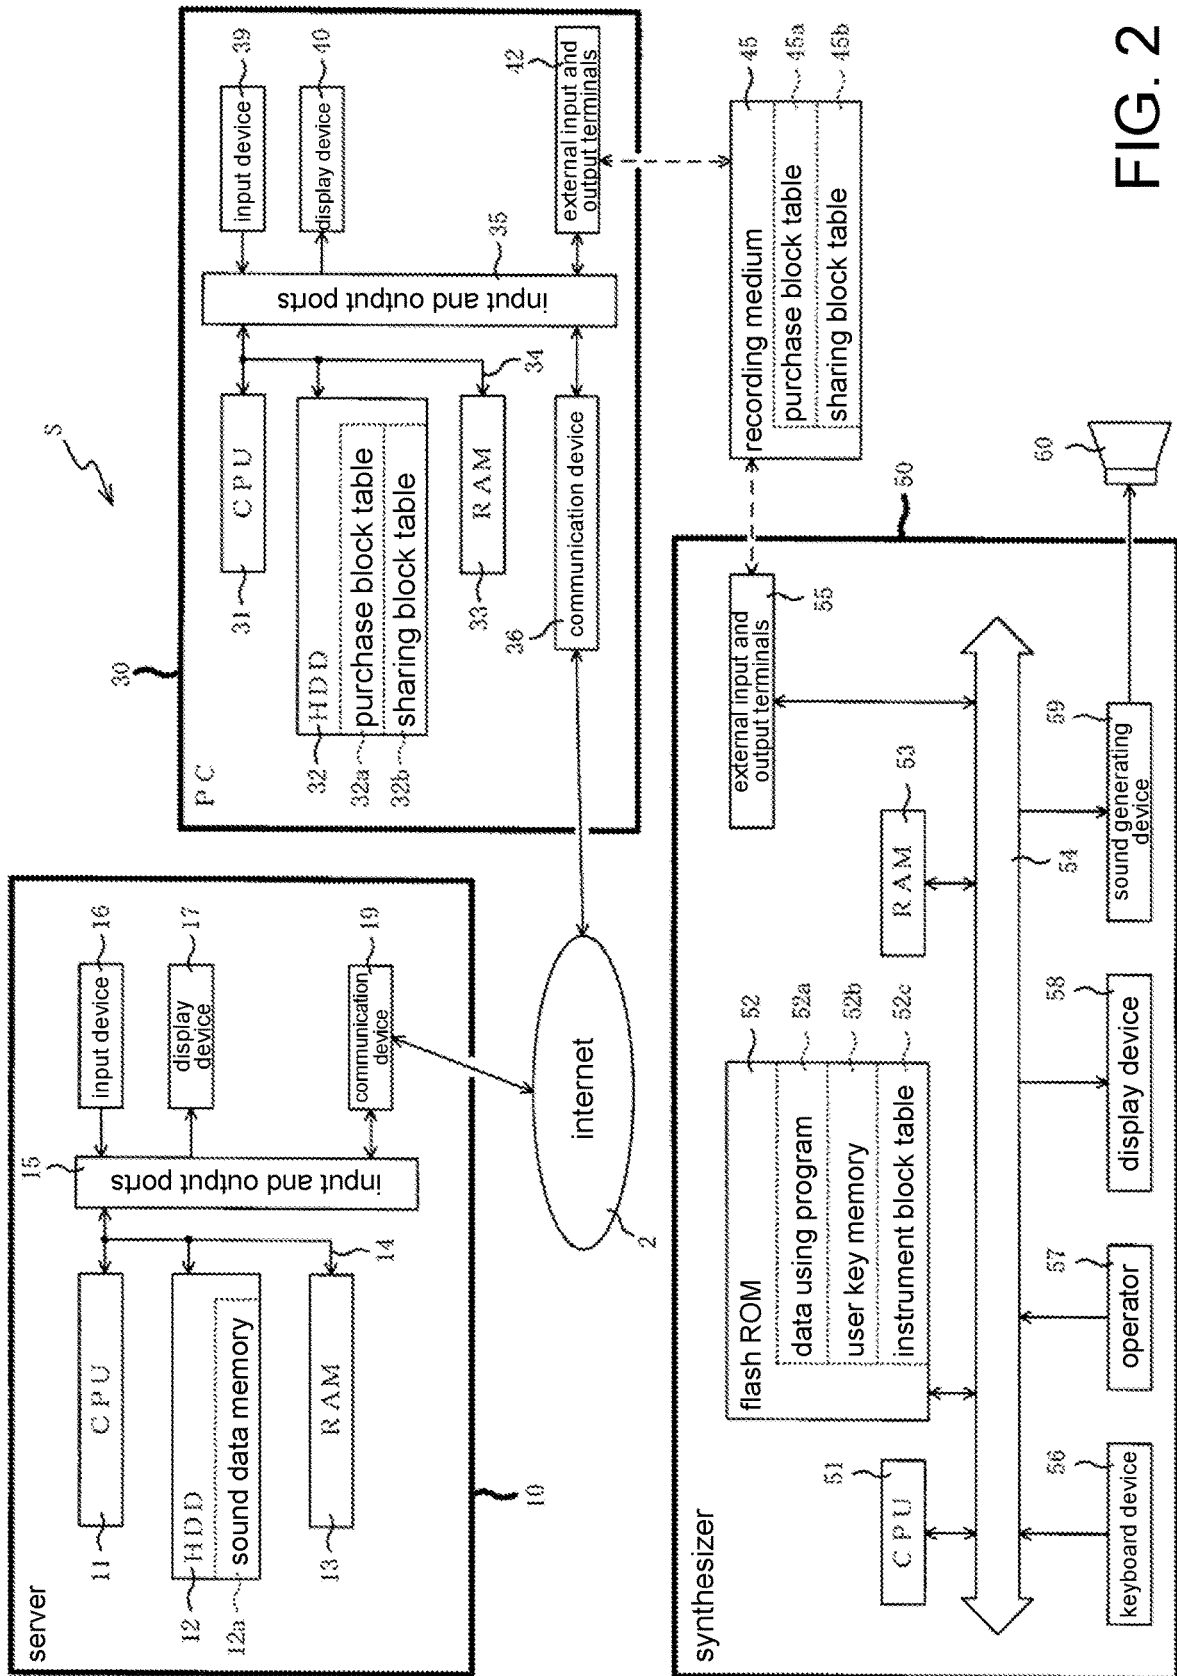 S
server
10
11
CPU
12
HDD
12a
sound data memory
13
RAM
14
15
input and output ports
16
input device
17
display
device
19
communication
device
internet
2
PC
30
31
CPU
32
HDD
32a
purchase block table
32b
sharing block table
33
RAM
34
35
input and output ports
36
communication device
39
input device
40
display device
42
external input and
output terminals
45
recording medium
45a
purchase block table
45b
sharing block table
synthesizer
50
51
CPU
52
flash ROM
52a
data using program
52b
user key memory
52c
instrument block table
53
RAM
54
55
external input and
output terminals
56
keyboard device
57
operator
58
display device
59
sound generating
device
60
FIG. 2